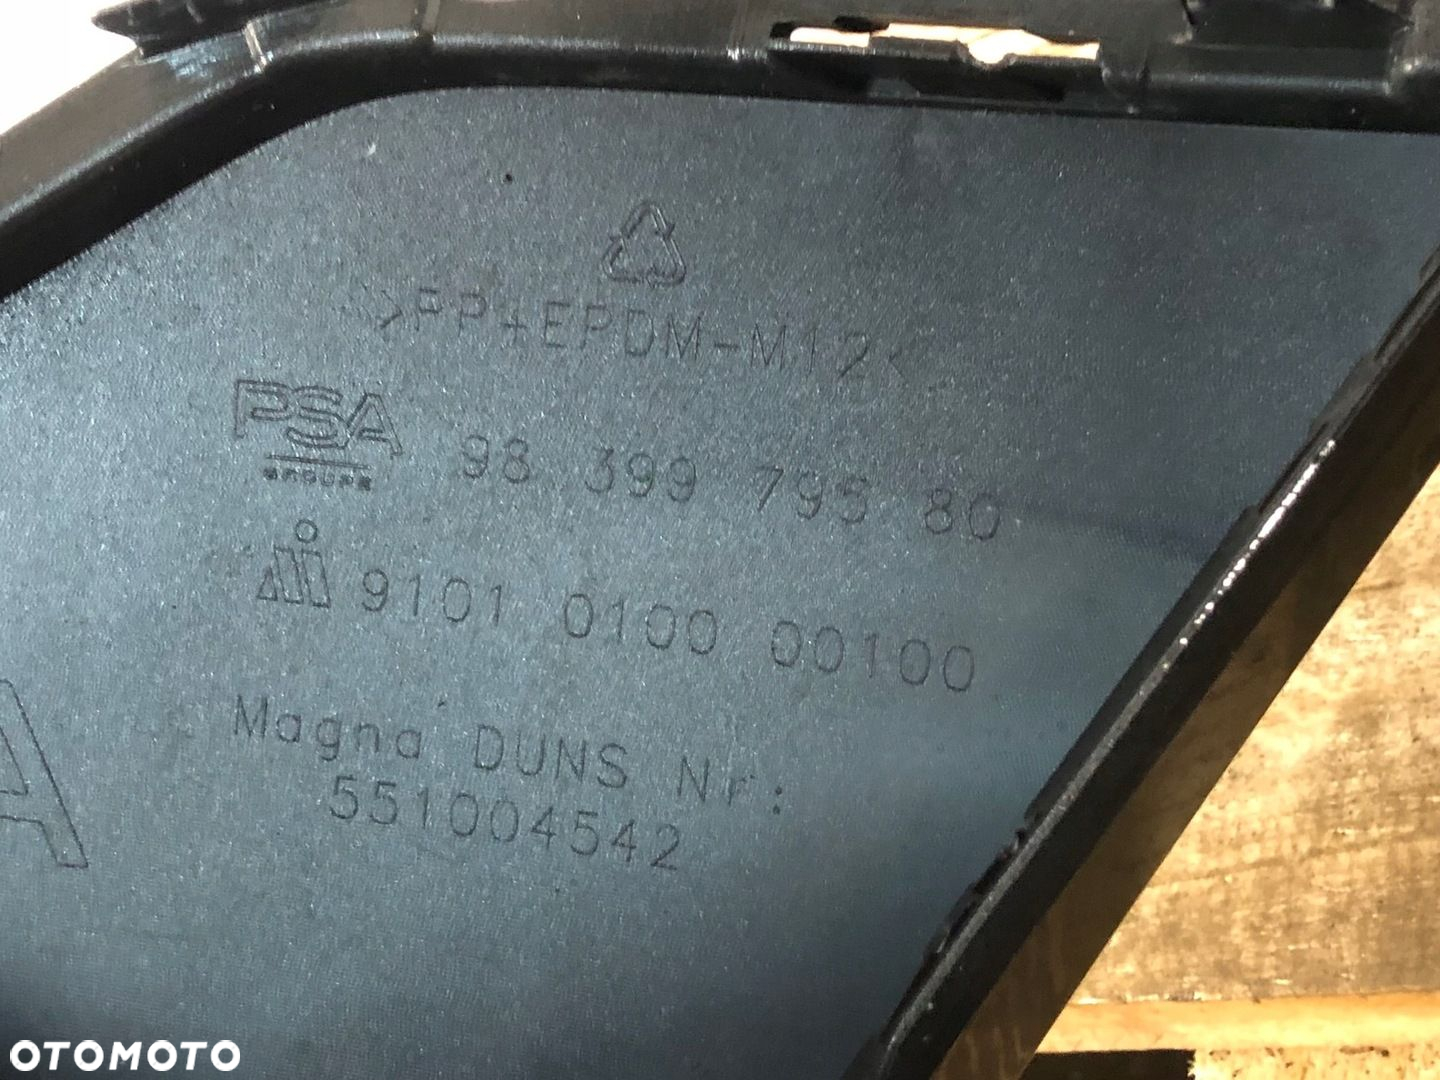 >PP+EPDM-M12<
PSA 98 399 795 80
GROUPE
9101 0100 00100
Magna DUNS Nr:
551004542
A
OTOMOTO